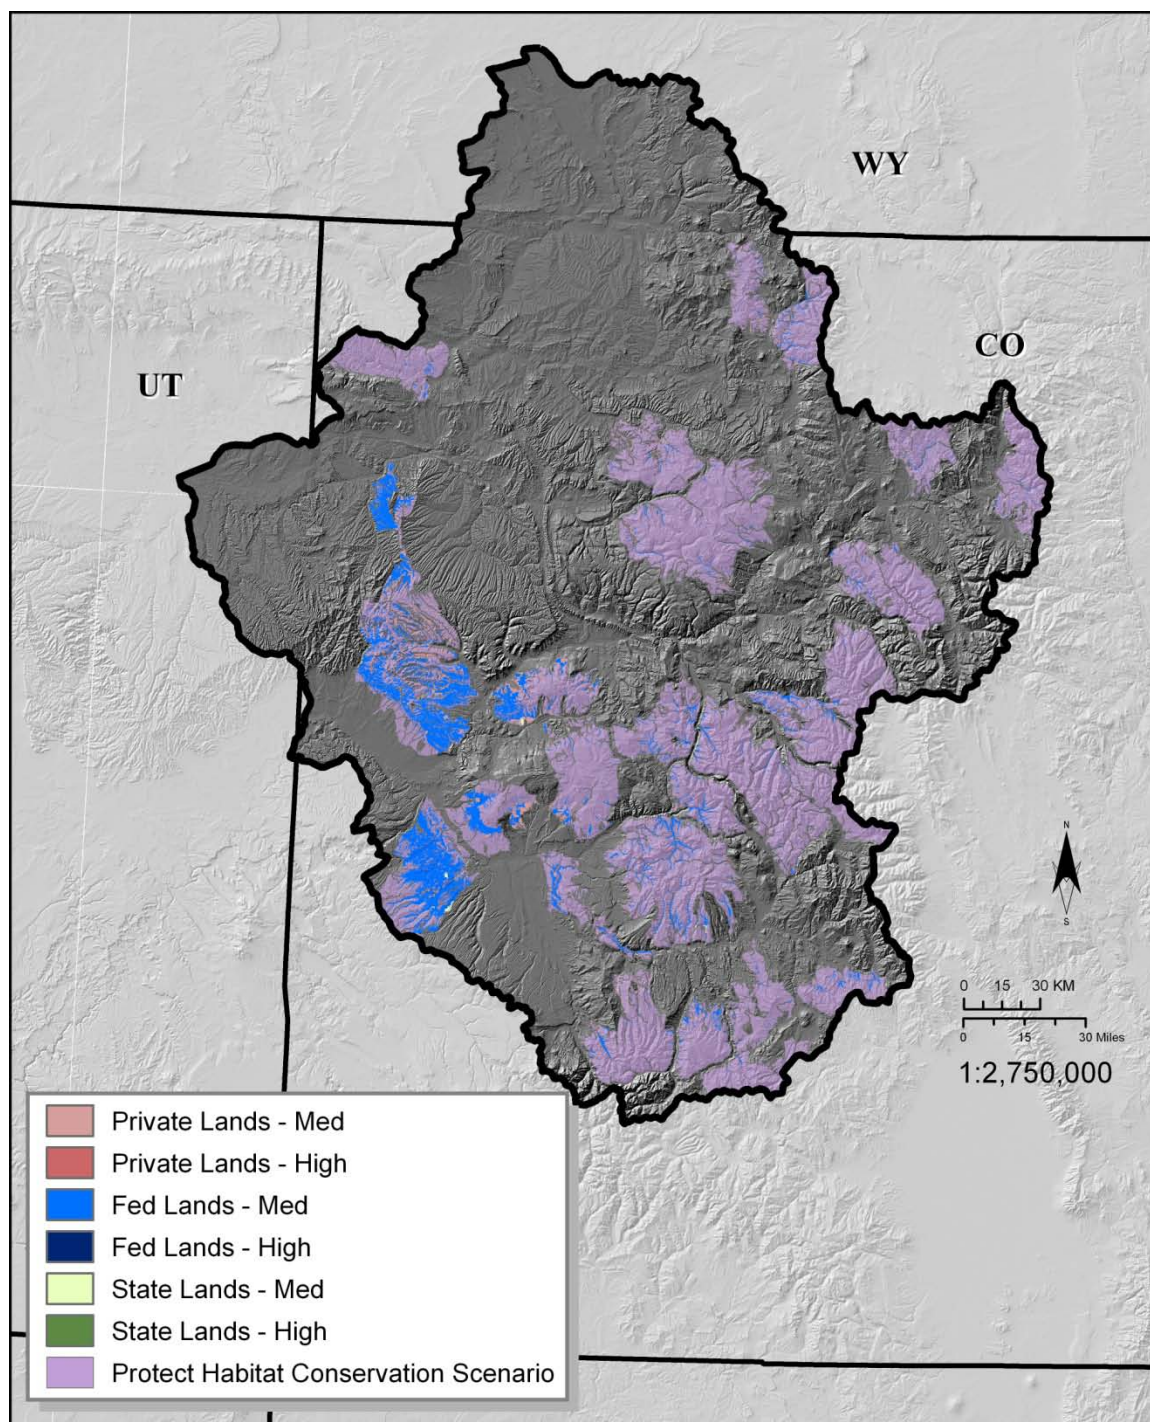 WY
CO
UT
N
S
0 15 30 KM
0 15 30 Miles
1:2,750,000
Private Lands - Med
Private Lands - High
Fed Lands - Med
Fed Lands - High
State Lands - Med
State Lands - High
Protect Habitat Conservation Scenario